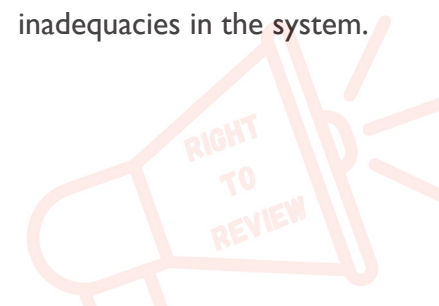 inadequacies in the system.
RIGHT
TO
REVIEW